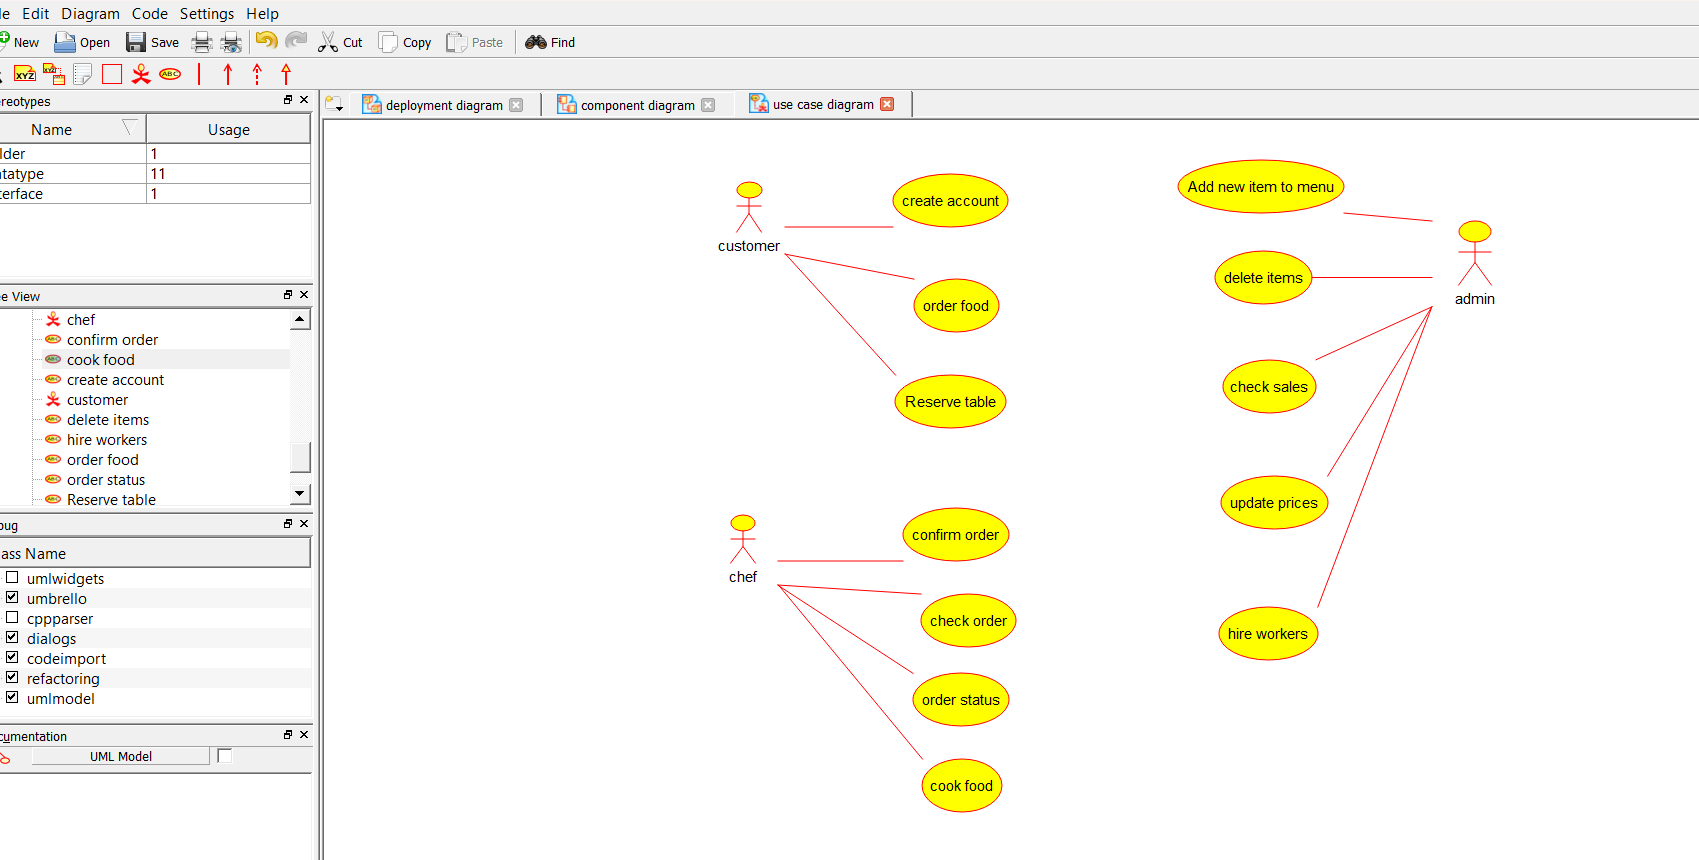 le Edit Diagram Code Settings Help
New Open Save Cut Copy Paste Find
XYZ XYZ ABC
ereotypes
deployment diagram component diagram use case diagram
Name Usage
lder 1
tatype 11
terface 1
ee View
chef
confirm order
cook food
create account
customer
delete items
hire workers
order food
order status
Reserve table
bug
ass Name
umlwidgets
umbrello
cppparser
dialogs
codeimport
refactoring
umlmodel
cumentation
UML Model
customer
create account
order food
Reserve table
chef
confirm order
check order
order status
cook food
Add new item to menu
delete items
admin
check sales
update prices
hire workers